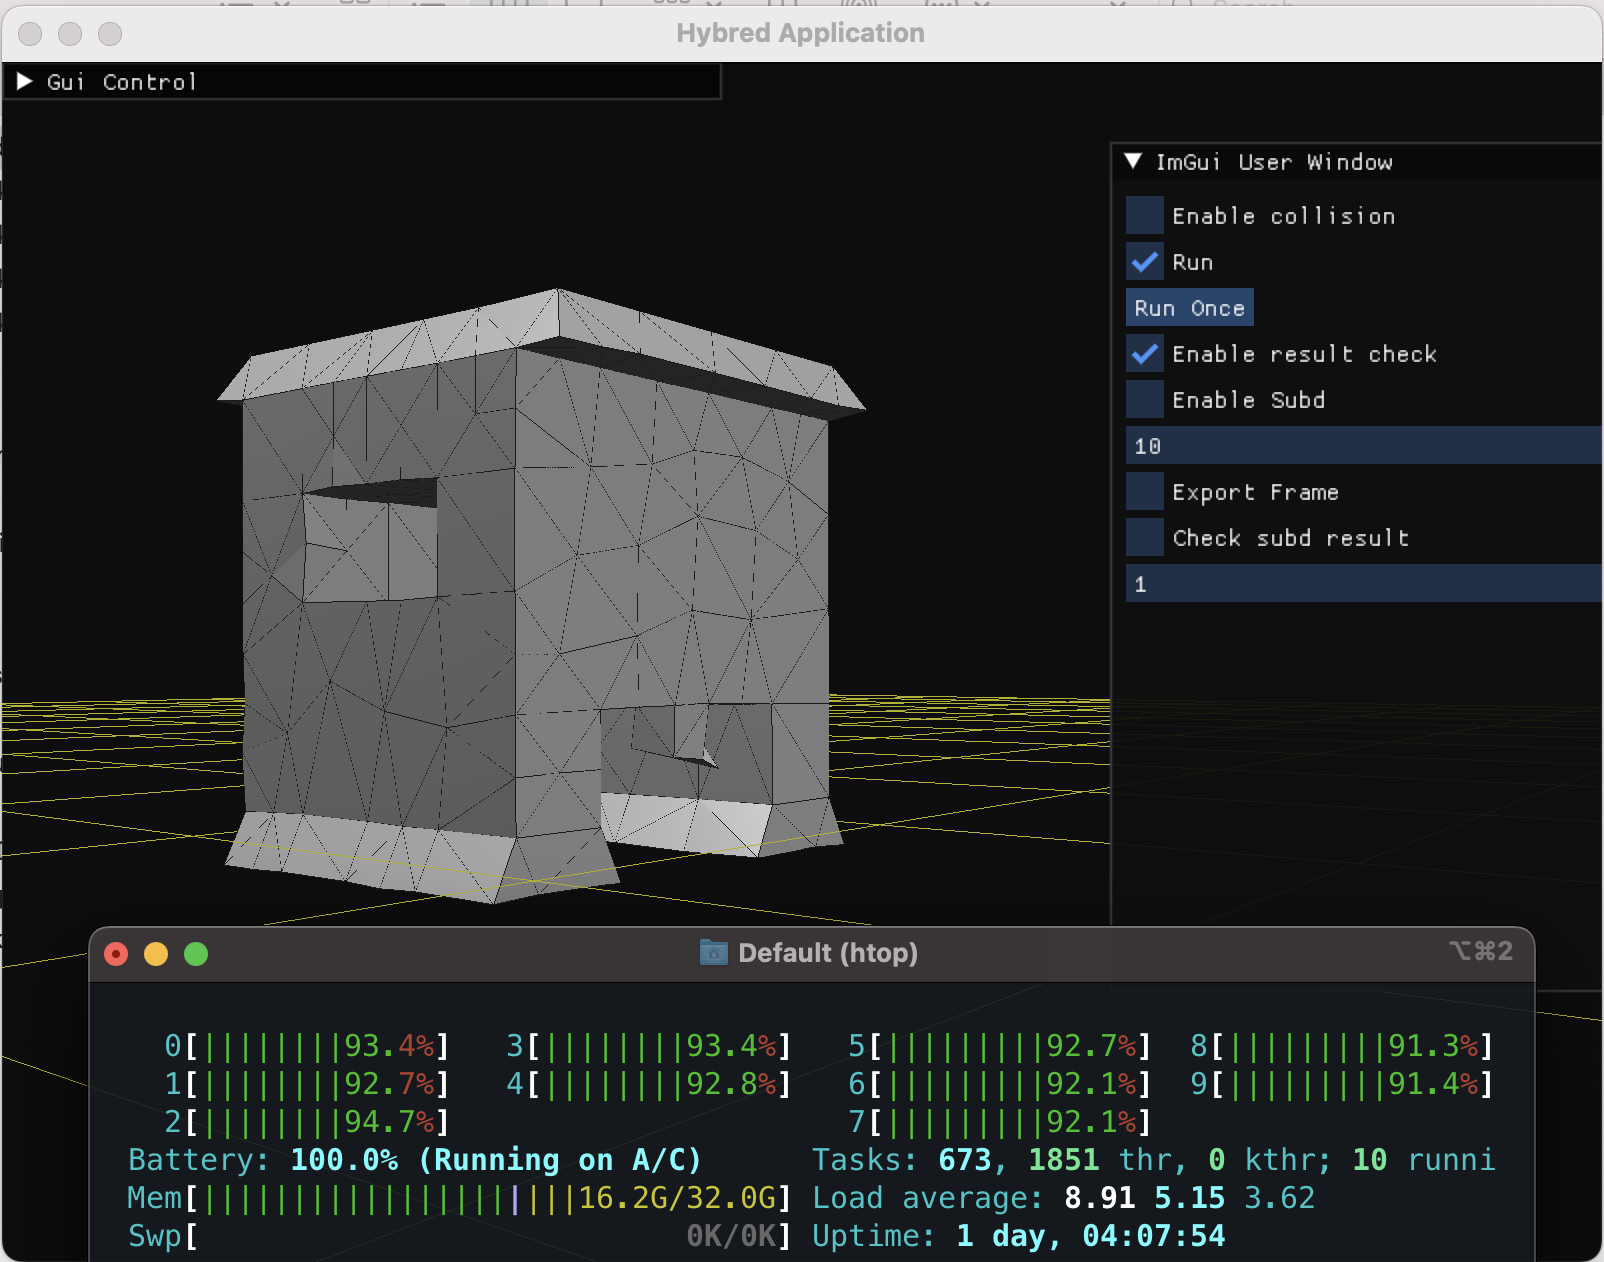 Hybred Application
Gui Control
ImGui User Window
Enable collision
Run
Run Once
Enable result check
Enable Subd
10
Export Frame
Check subd result
1
Default (htop)
⌥⌘2
0[||||||||93.4%] 3[||||||||93.4%] 5[|||||||||92.7%] 8[|||||||||91.3%]
1[||||||||92.7%] 4[||||||||92.8%] 6[|||||||||92.1%] 9[|||||||||91.4%]
2[||||||||94.7%] 7[|||||||||92.1%]
Battery: 100.0% (Running on A/C) Tasks: 673, 1851 thr, 0 kthr; 10 runni
Mem[|||||||||||||||||||||16.2G/32.0G] Load average: 8.91 5.15 3.62
Swp[ 0K/0K] Uptime: 1 day, 04:07:54